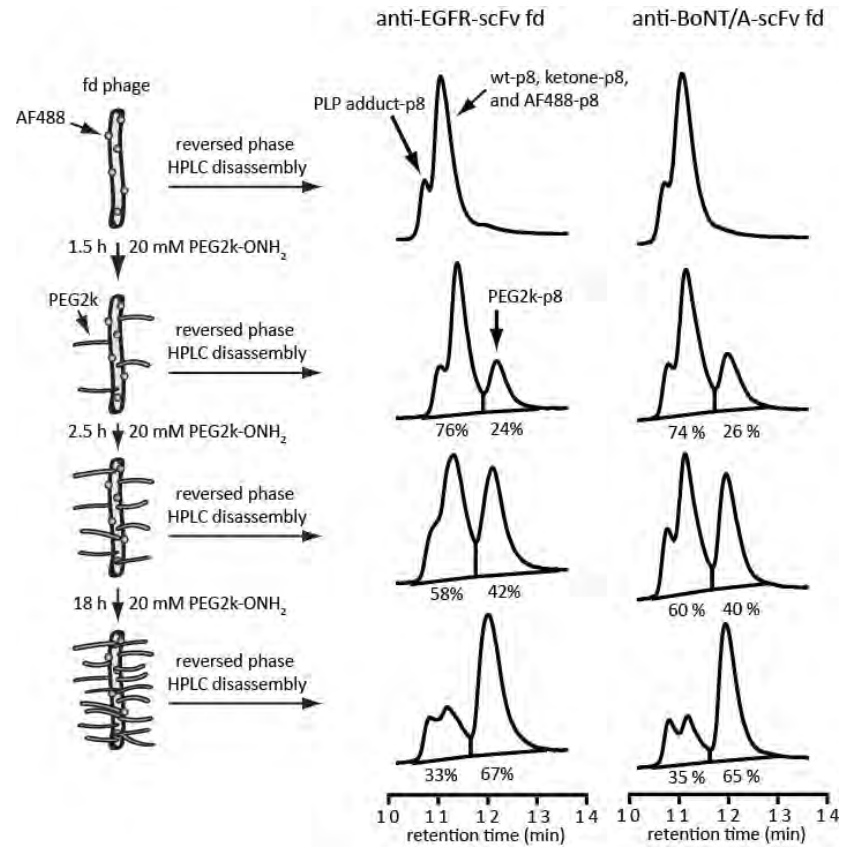 anti-EGFR-scFv fd
anti-BoNT/A-scFv fd
fd phage
AF488
reversed phase
HPLC disassembly
PLP adduct-p8
wt-p8, ketone-p8,
and AF488-p8
1.5 h 20 mM PEG2k-ONH₂
PEG2k
reversed phase
HPLC disassembly
PEG2k-p8
76% 24%
74% 26%
2.5 h 20 mM PEG2k-ONH₂
reversed phase
HPLC disassembly
58% 42%
60% 40%
18 h 20 mM PEG2k-ONH₂
reversed phase
HPLC disassembly
33% 67%
35% 65%
10 11 12 13 14
retention time (min)
10 11 12 13 14
retention time (min)